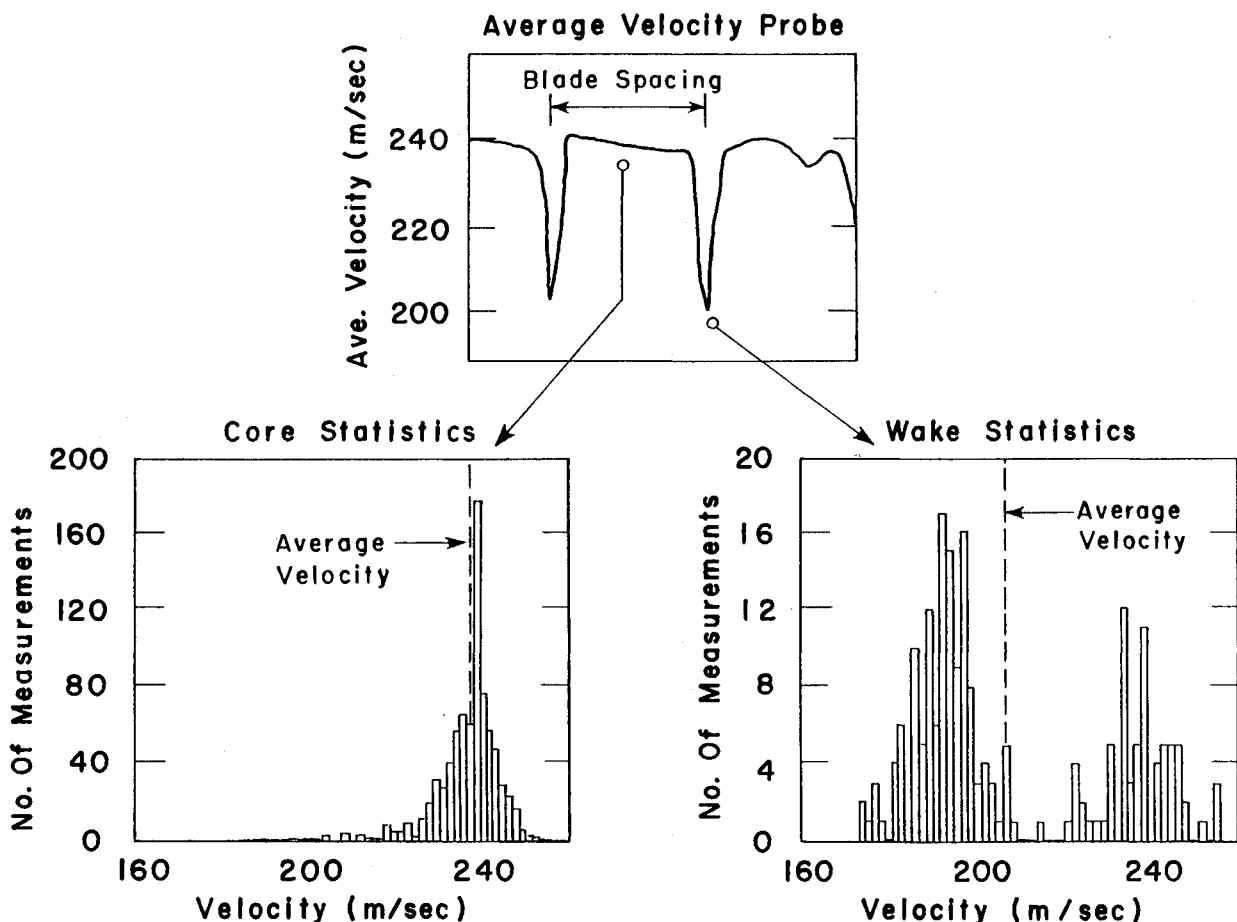 Average Velocity Probe
Ave. Velocity (m/sec)
Blade Spacing
240
220
200
Core Statistics
No. Of Measurements
200
160
120
80
40
0
Average
Velocity
160
200
240
Velocity (m/sec)
Wake Statistics
No. Of Measurements
20
16
12
8
4
0
Average
Velocity
160
200
240
Velocity (m/sec)